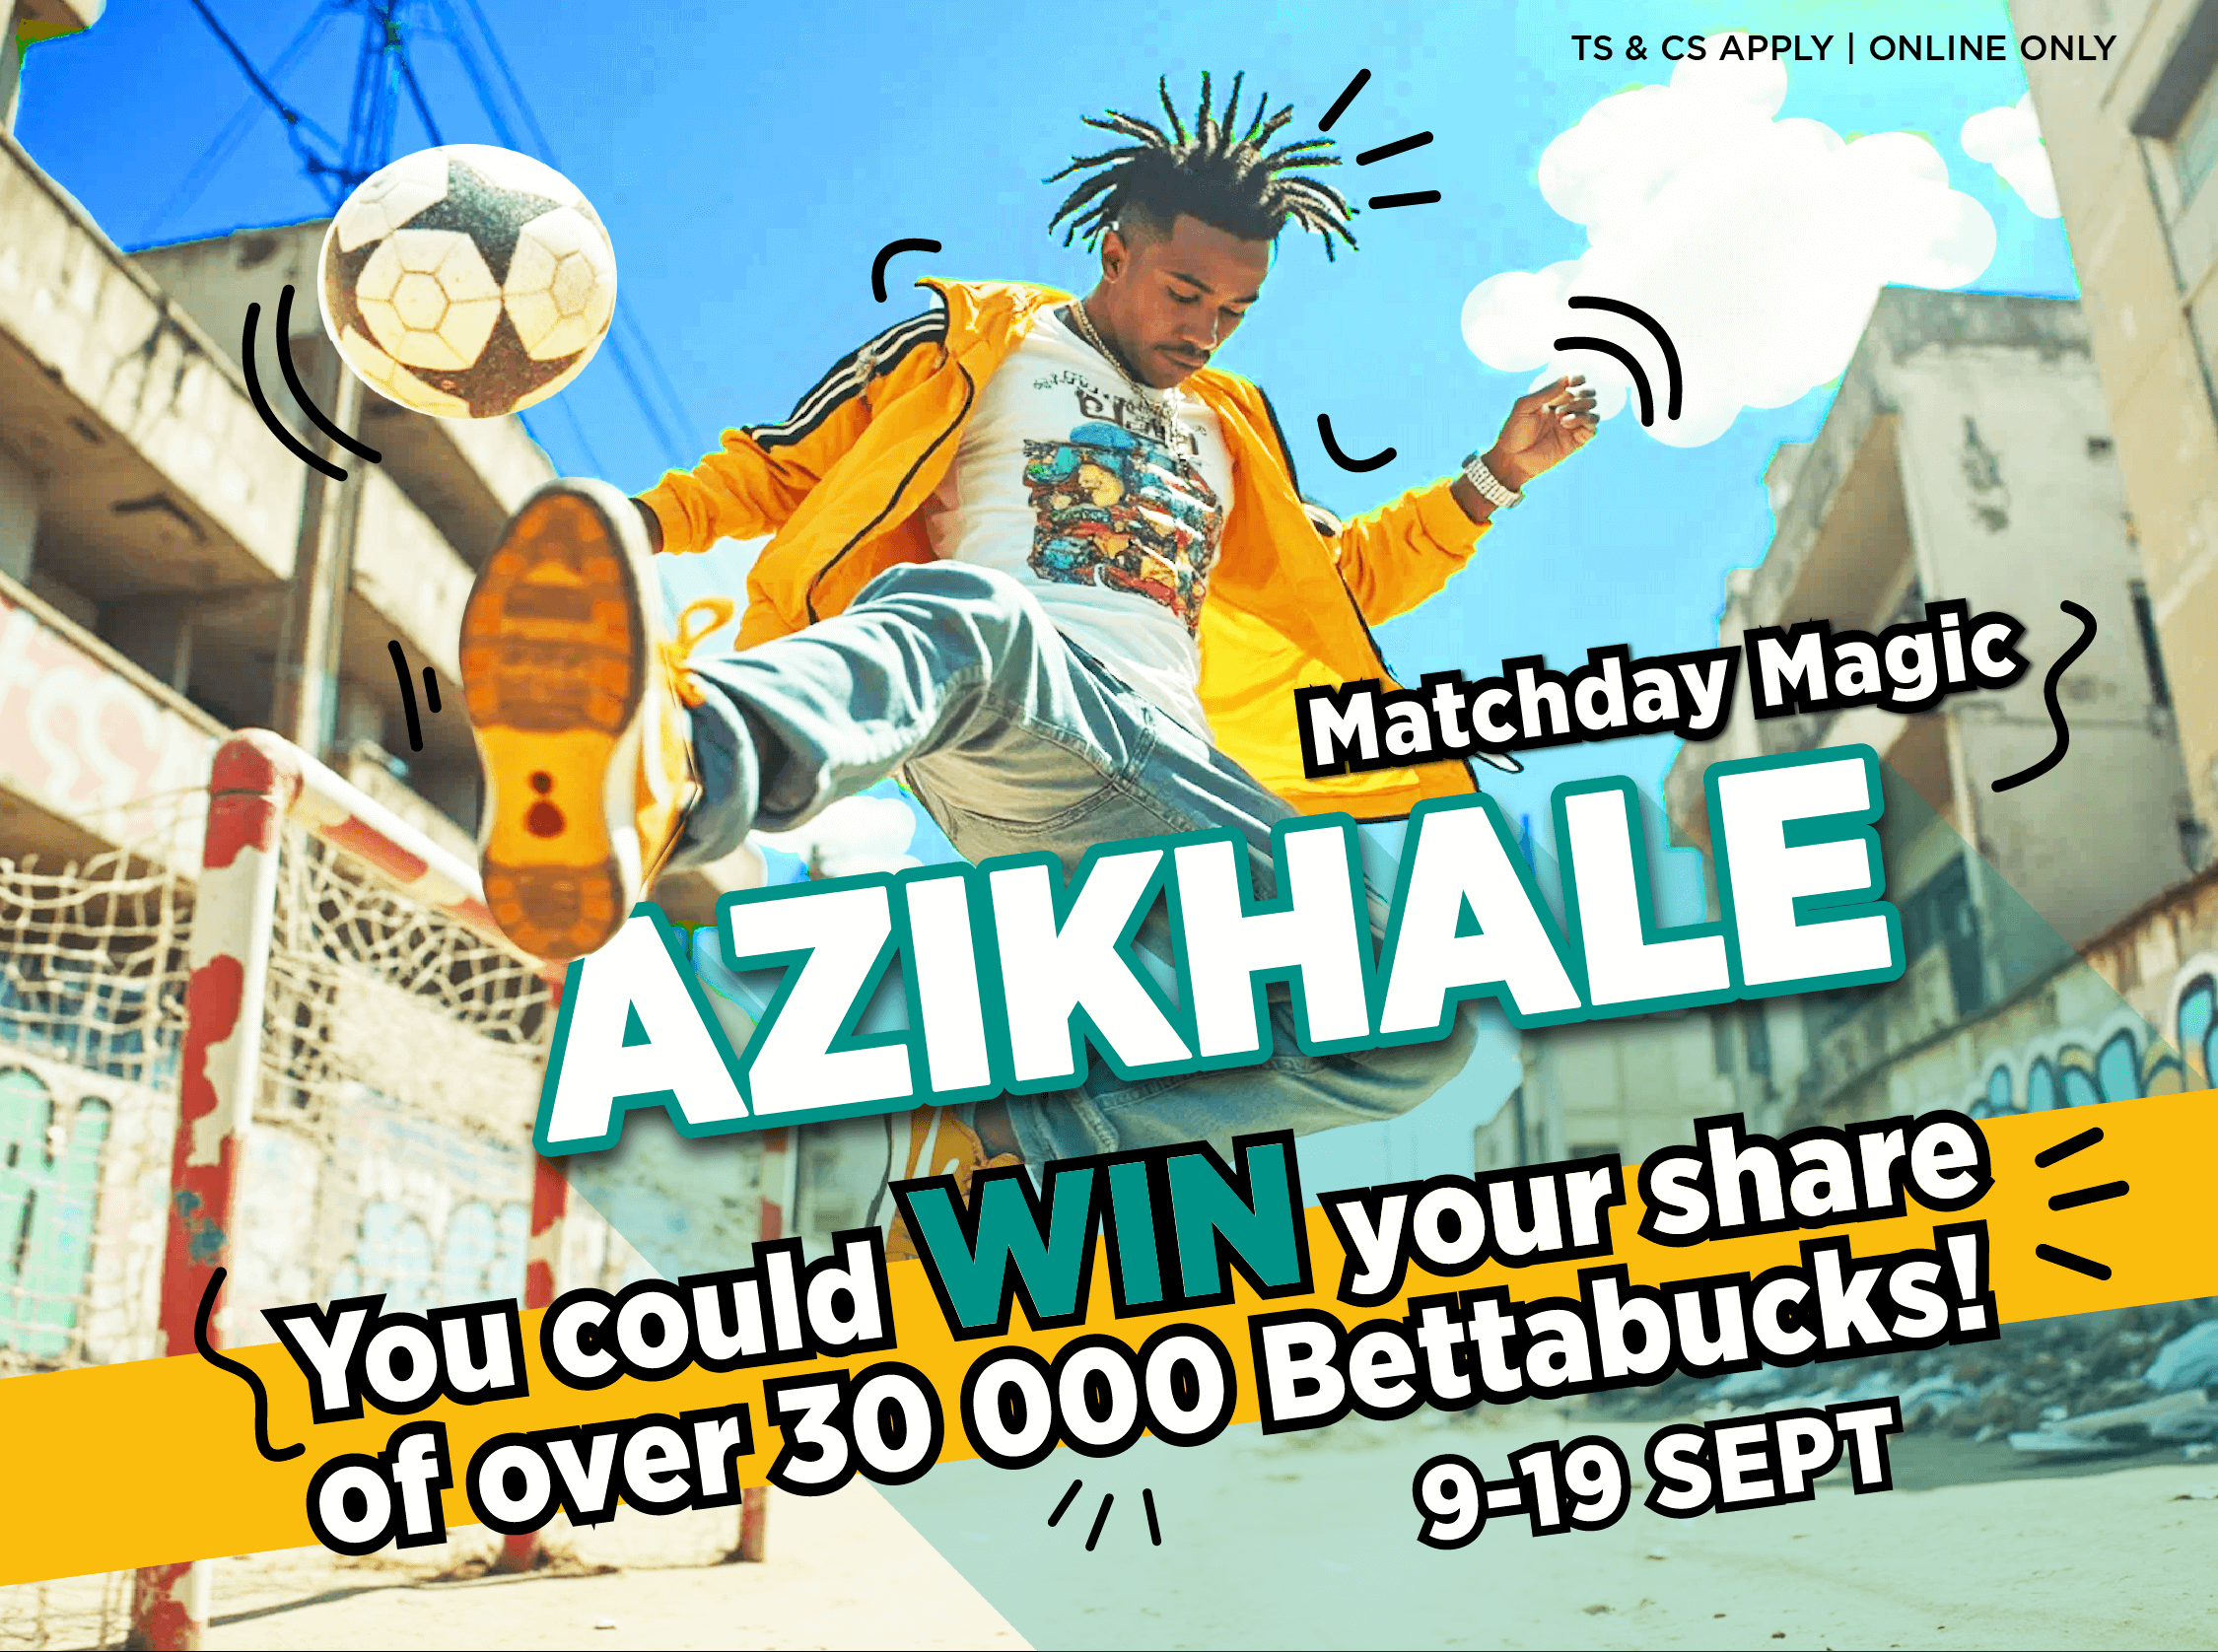 TS & CS APPLY | ONLINE ONLY
Matchday Magic
AZIKHALE
You could WIN your share
of over 30 000 Bettabucks!
9-19 SEPT